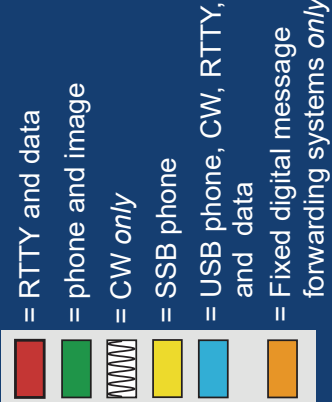 = RTTY and data
= phone and image
= CW only
= SSB phone
= USB phone, CW, RTTY,
and data
= Fixed digital message
forwarding systems only